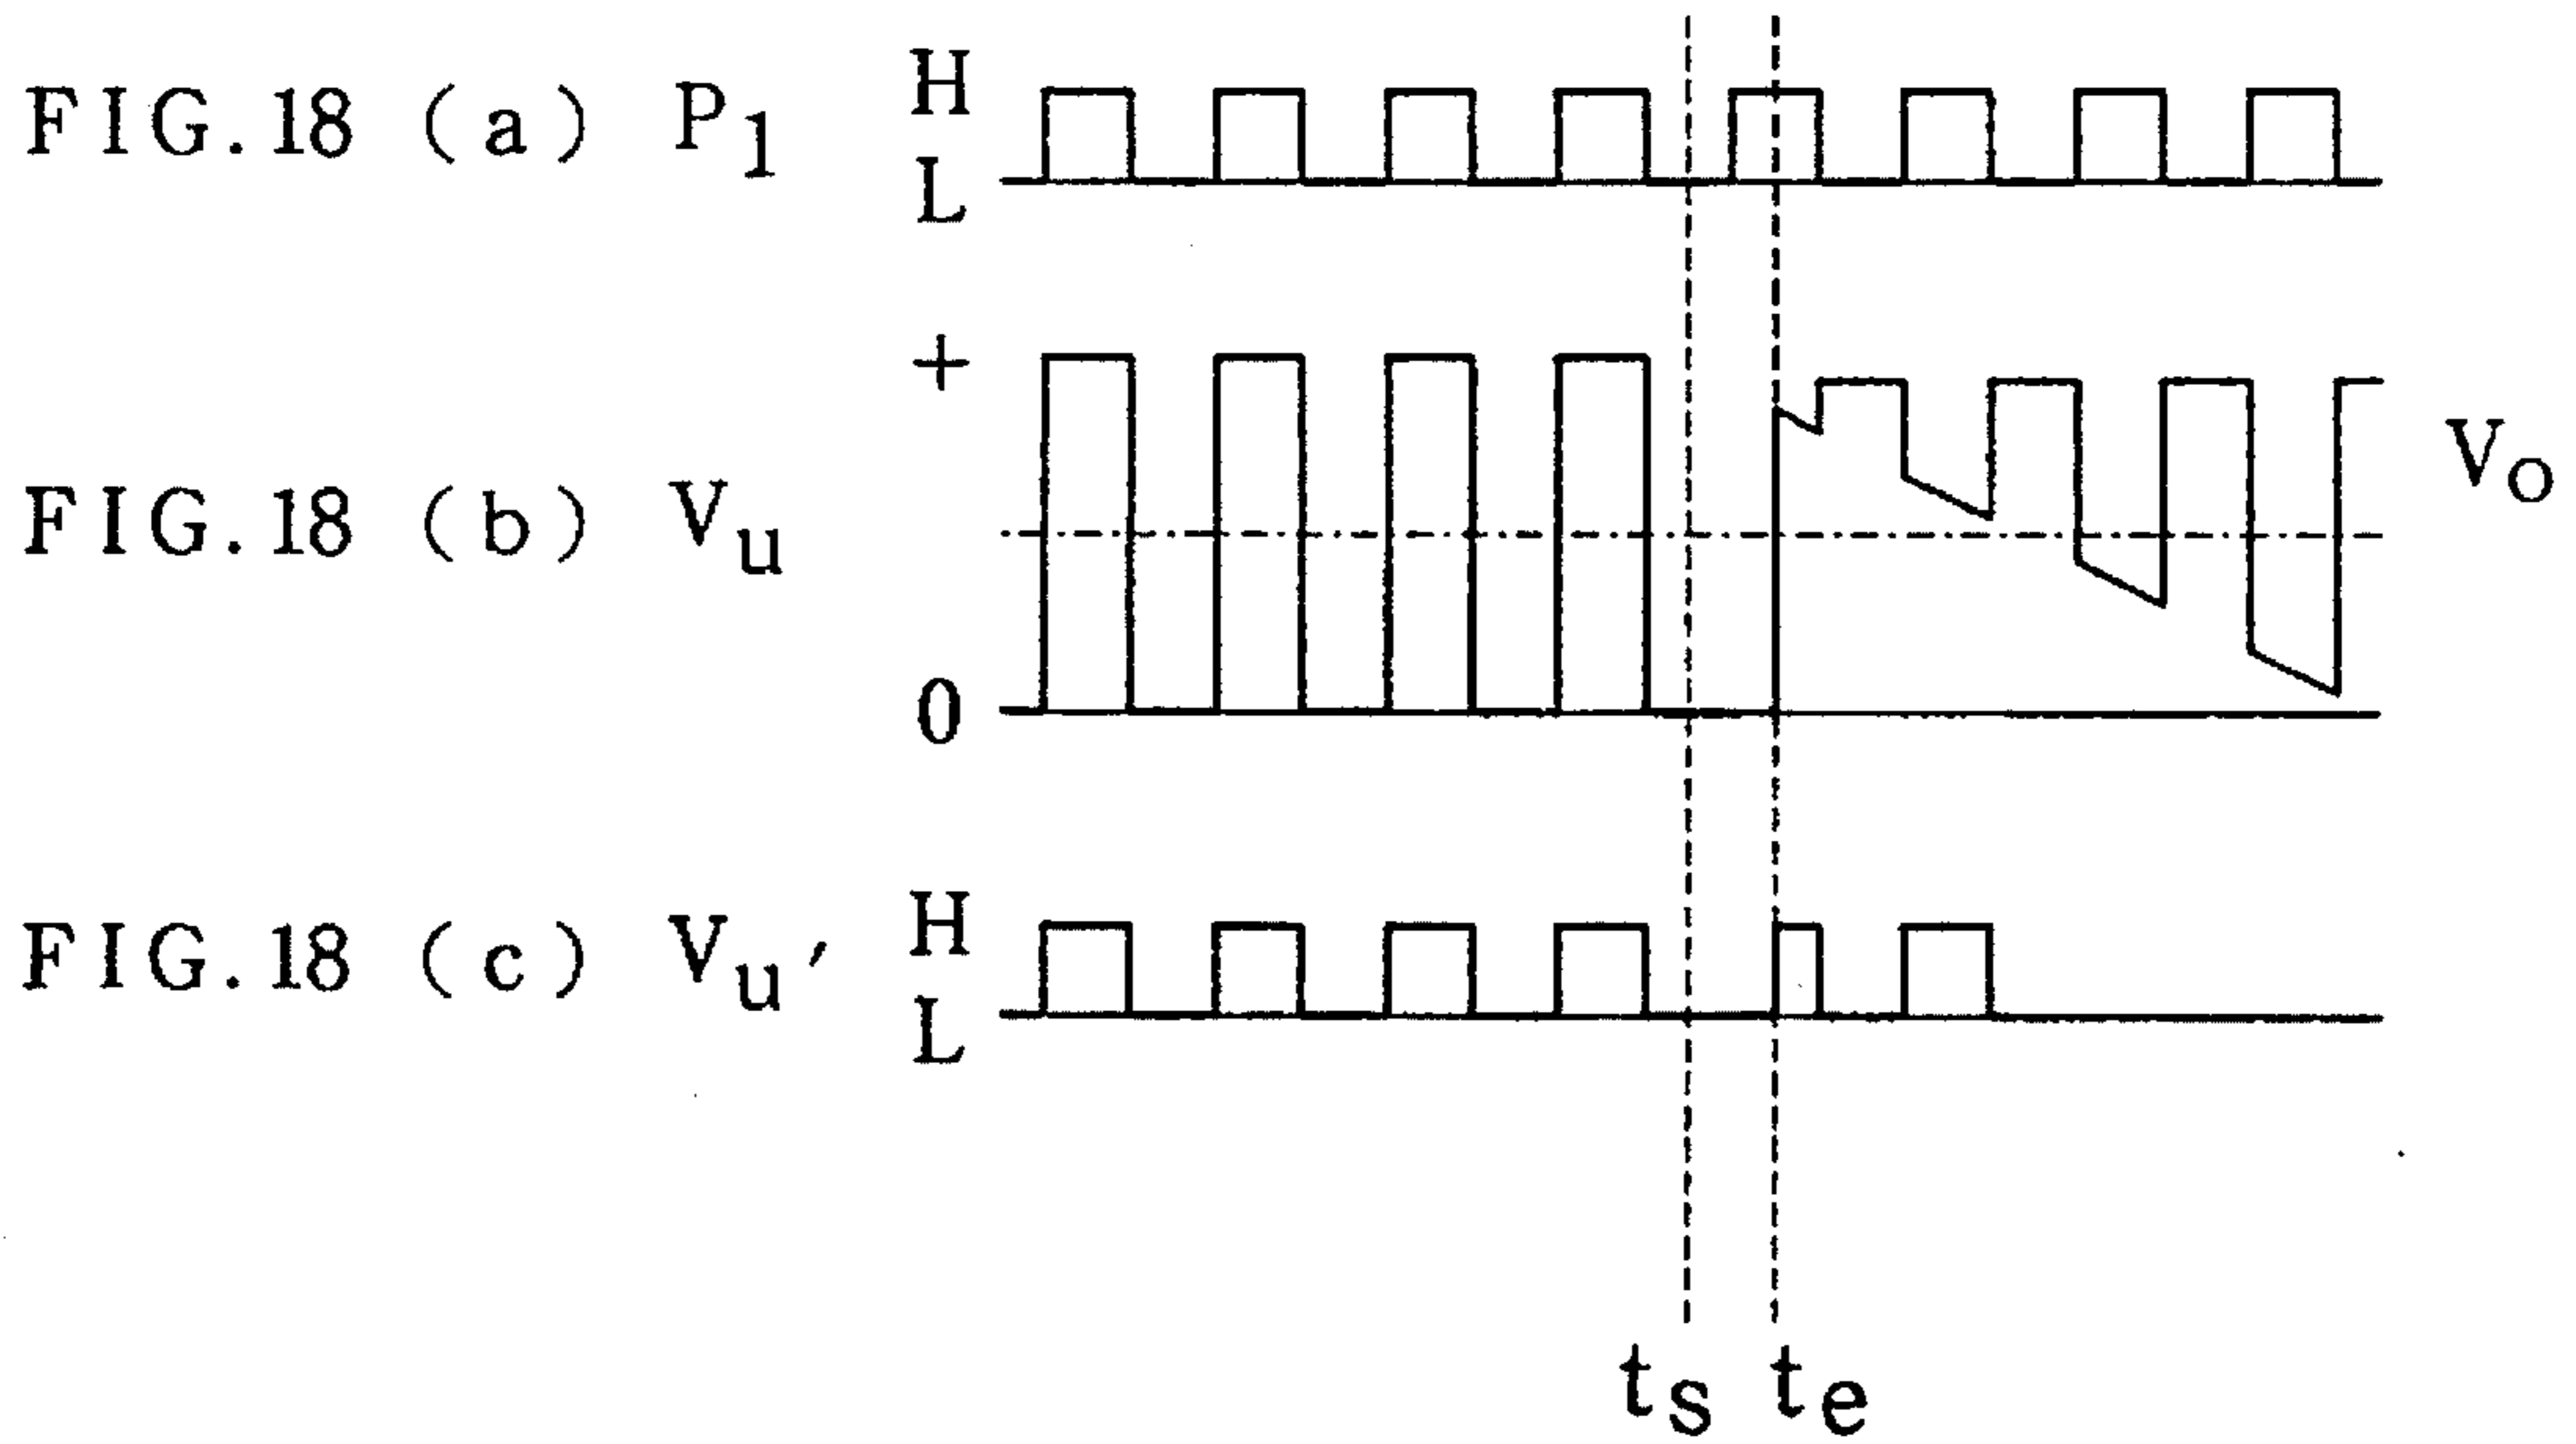 FIG.18 (a) P1 H
L
+
FIG.18 (b) Vu Vo
0
FIG.18 (c) Vu' H
L
ts te